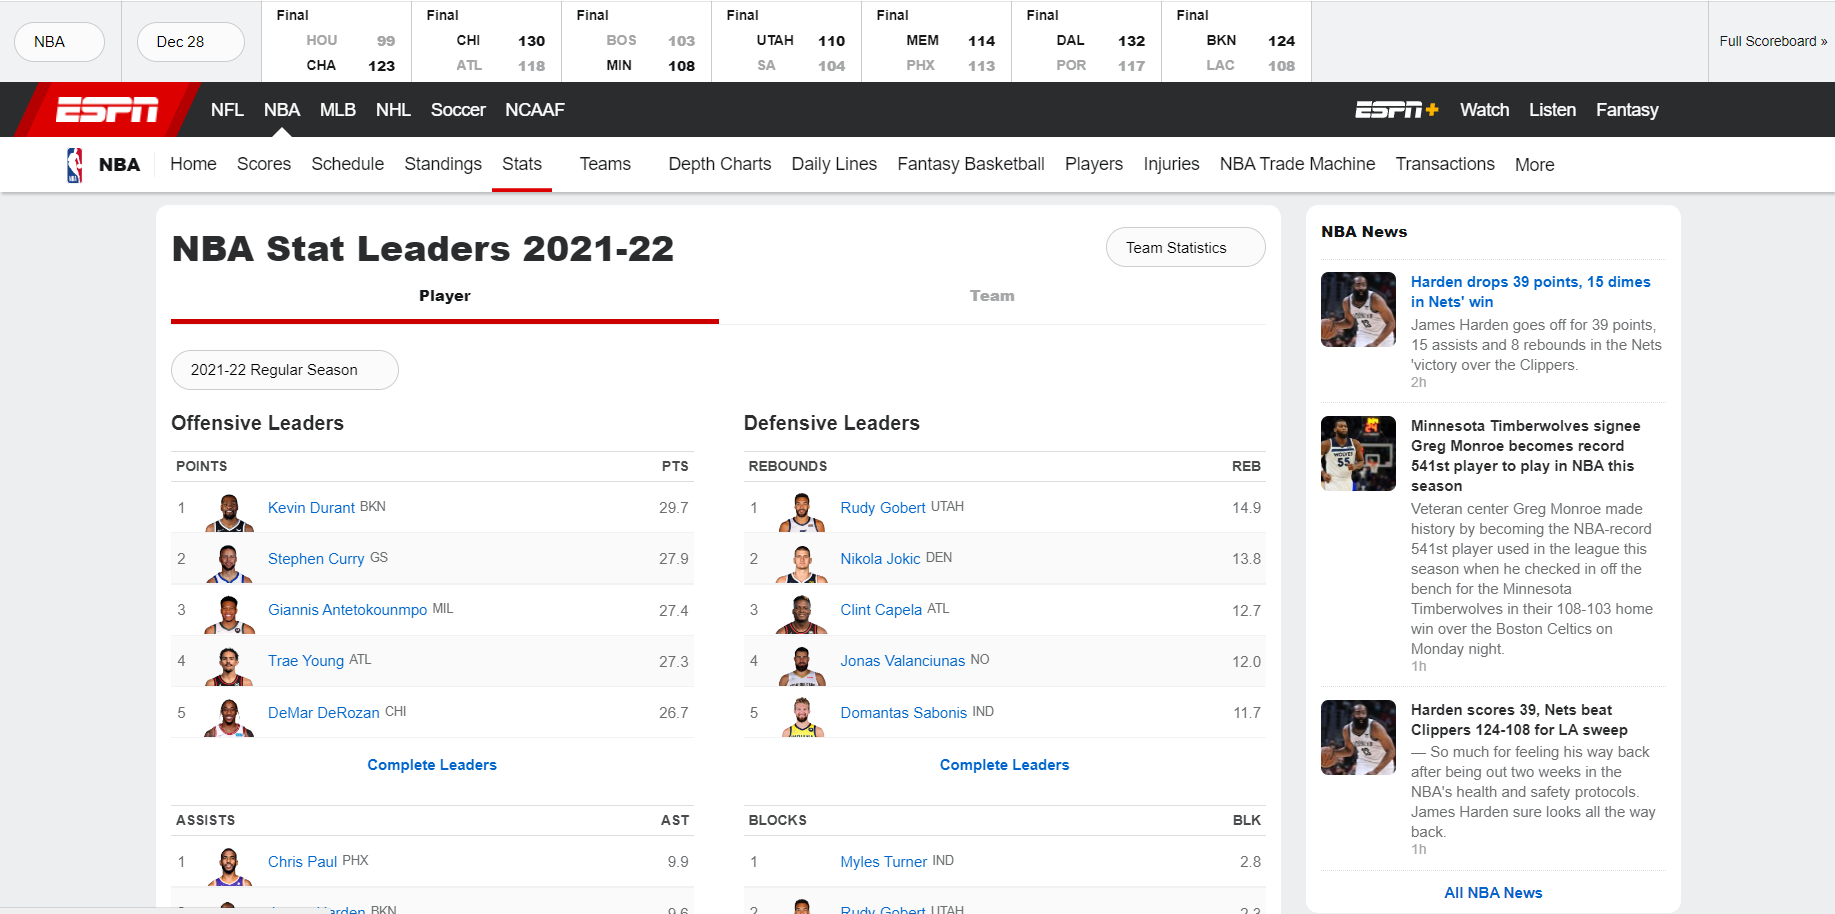 NBA
Dec 28
Final
HOU 99
CHA 123
Final
CHI 130
ATL 118
Final
BOS 103
MIN 108
Final
UTAH 110
SA 104
Final
MEM 114
PHX 113
Final
DAL 132
POR 117
Final
BKN 124
LAC 108
Full Scoreboard »
ESPN NFL NBA MLB NHL Soccer NCAAF ESPN+ Watch Listen Fantasy
NBA Home Scores Schedule Standings Stats Teams Depth Charts Daily Lines Fantasy Basketball Players Injuries NBA Trade Machine Transactions More
NBA Stat Leaders 2021-22
Team Statistics
Player Team
2021-22 Regular Season
Offensive Leaders
POINTS PTS
1 Kevin Durant BKN 29.7
2 Stephen Curry GS 27.9
3 Giannis Antetokounmpo MIL 27.4
4 Trae Young ATL 27.3
5 DeMar DeRozan CHI 26.7
Complete Leaders
ASSISTS AST
1 Chris Paul PHX 9.9
Harden BKN 9.6
Defensive Leaders
REBOUNDS REB
1 Rudy Gobert UTAH 14.9
2 Nikola Jokic DEN 13.8
3 Clint Capela ATL 12.7
4 Jonas Valanciunas NO 12.0
5 Domantas Sabonis IND 11.7
Complete Leaders
BLOCKS BLK
1 Myles Turner IND 2.8
2 Rudy Gobert UTAH 2.3
NBA News
Harden drops 39 points, 15 dimes
in Nets' win
James Harden goes off for 39 points,
15 assists and 8 rebounds in the Nets
'victory over the Clippers.
2h
Minnesota Timberwolves signee
Greg Monroe becomes record
541st player to play in NBA this
season
Veteran center Greg Monroe made
history by becoming the NBA-record
541st player used in the league this
season when he checked in off the
bench for the Minnesota
Timberwolves in their 108-103 home
win over the Boston Celtics on
Monday night.
1h
Harden scores 39, Nets beat
Clippers 124-108 for LA sweep
— So much for feeling his way back
after being out two weeks in the
NBA's health and safety protocols.
James Harden sure looks all the way
back.
1h
All NBA News